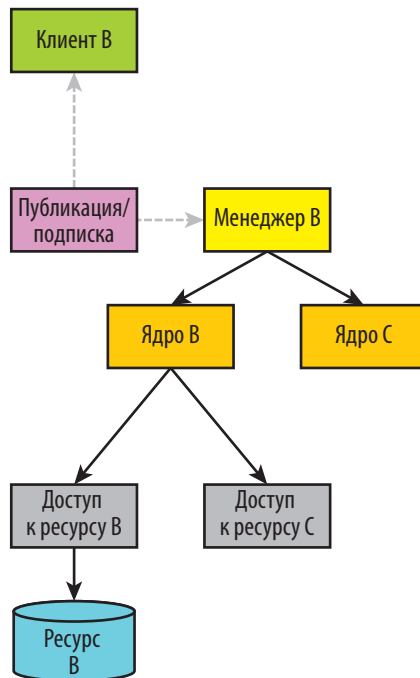 Клиент В
Публикация/
подписка
Менеджер В
Ядро В
Ядро С
Доступ
к ресурсу В
Доступ
к ресурсу С
Ресурс
В